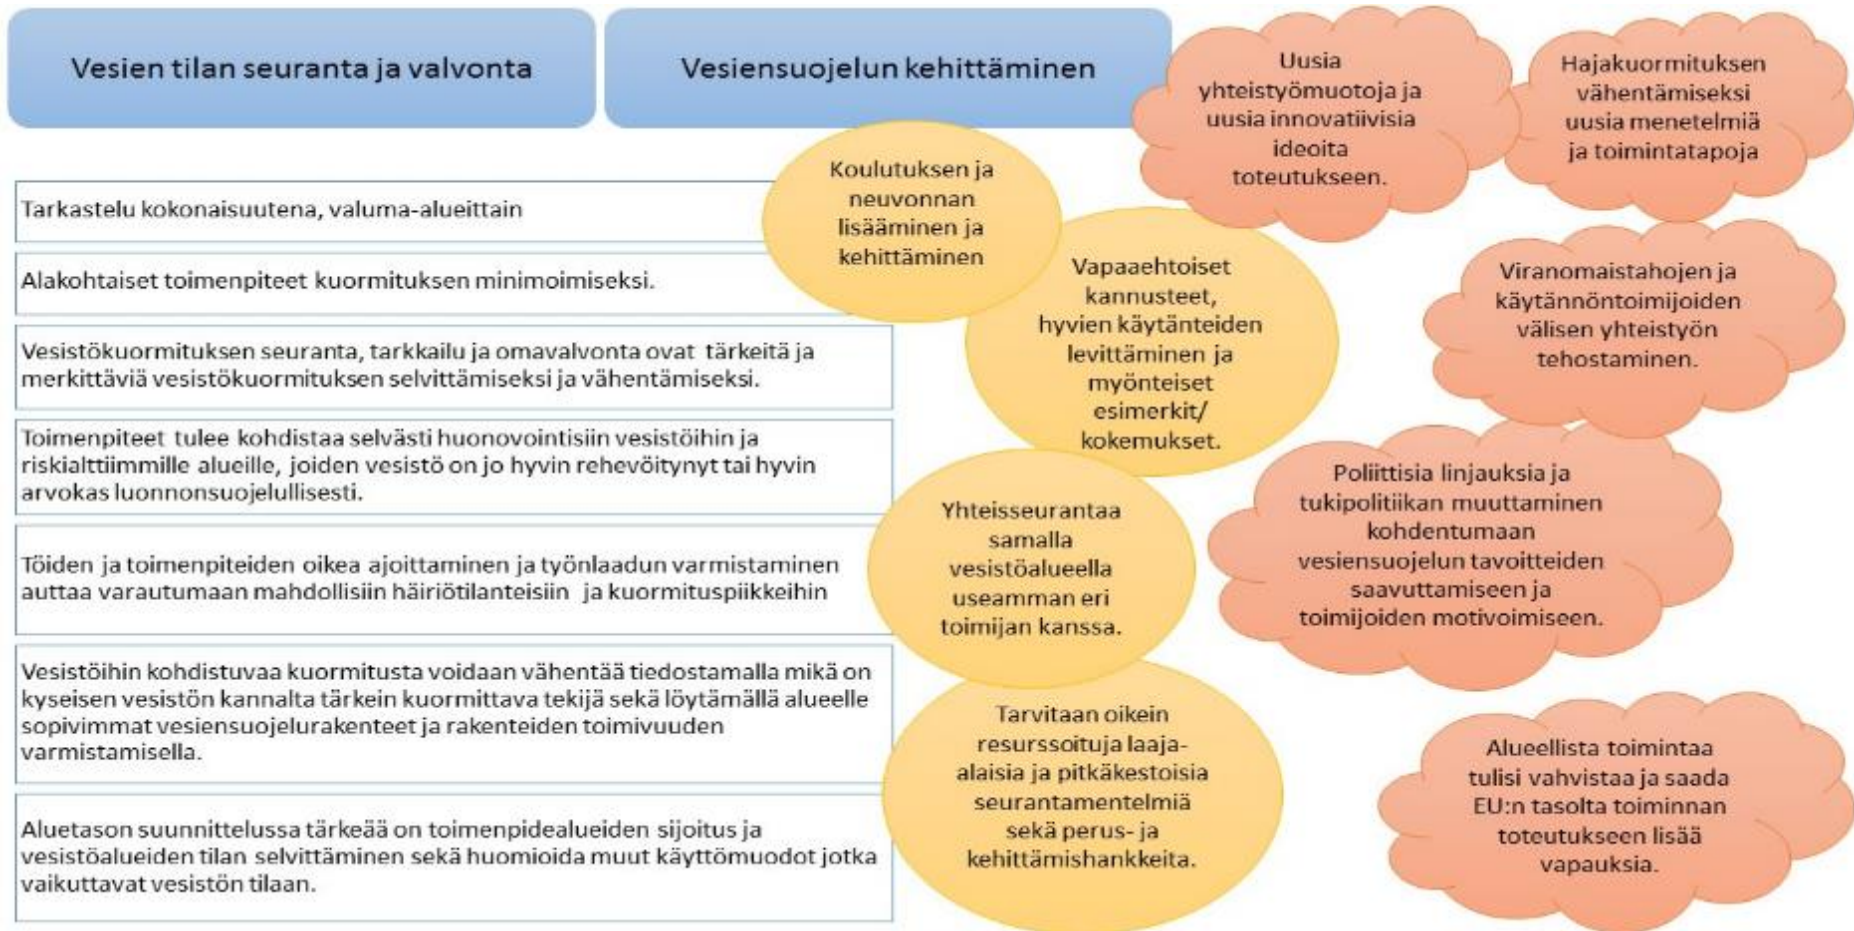 Vesien tilan seuranta ja valvonta
Vesiensuojelun kehittäminen
Tarkastelu kokonaisuutena, valuma-alueittain
Alakohtaiset toimenpiteet kuormituksen minimoimiseksi.
Vesistökuormituksen seuranta, tarkkailu ja omavalvonta ovat tärkeitä ja
merkittäviä vesistökuormituksen selvittämiseksi ja vähentämiseksi.
Toimenpiteet tulee kohdistaa selvästi huonovointisiin vesistöihin ja
riskialttiimmille alueille, joiden vesistö on jo hyvin rehevöitynyt tai hyvin
arvokas luonnonsuojelullisesti.
Töiden ja toimenpiteiden oikea ajoittaminen ja työnlaadun varmistaminen
auttaa varautumaan mahdollisiin häiriötilanteisiin ja kuormituspiikkeihin
Vesistöihin kohdistuvaa kuormitusta voidaan vähentää tiedostamalla mikä on
kyseisen vesistön kannalta tärkein kuormittava tekijä sekä löytämällä alueelle
sopivimmat vesiensuojelurakenteet ja rakenteiden toimivuuden
varmistamisella.
Aluetason suunnittelussa tärkeää on toimenpidealueiden sijoitus ja
vesistöalueiden tilan selvittäminen sekä huomioida muut käyttömuodot jotka
vaikuttavat vesistön tilaan.
Koulutuksen ja
neuvonnan
lisääminen ja
kehittäminen
Vapaaehtoiset
kannusteet,
hyvien käytänteiden
levittäminen ja
myönteiset
esimerkit/
kokemukset.
Yhteisseurantaa
samalla
vesistöalueella
useamman eri
toimijan kanssa.
Tarvitaan oikein
resurssoituja laaja-
alaisia ja pitkäkestoisia
seurantamentelmiä
sekä perus- ja
kehittämishankkeita.
Uusia
yhteistyömuotoja ja
uusia innovatiivisia
ideoita
toteutukseen.
Hajakuormituksen
vähentämiseksi
uusia menetelmiä
ja toimintatapoja
Viranomaistahojen ja
käytännöntoimijoiden
välisen yhteistyön
tehostaminen.
Poliittisia linjauksia ja
tukipolitiikan muuttaminen
kohdentumaan
vesiensuojelun tavoitteiden
saavuttamiseen ja
toimijoiden motivoimiseen.
Alueellista toimintaa
tulisi vahvistaa ja saada
EU:n tasolta toiminnan
toteutukseen lisää
vapauksia.